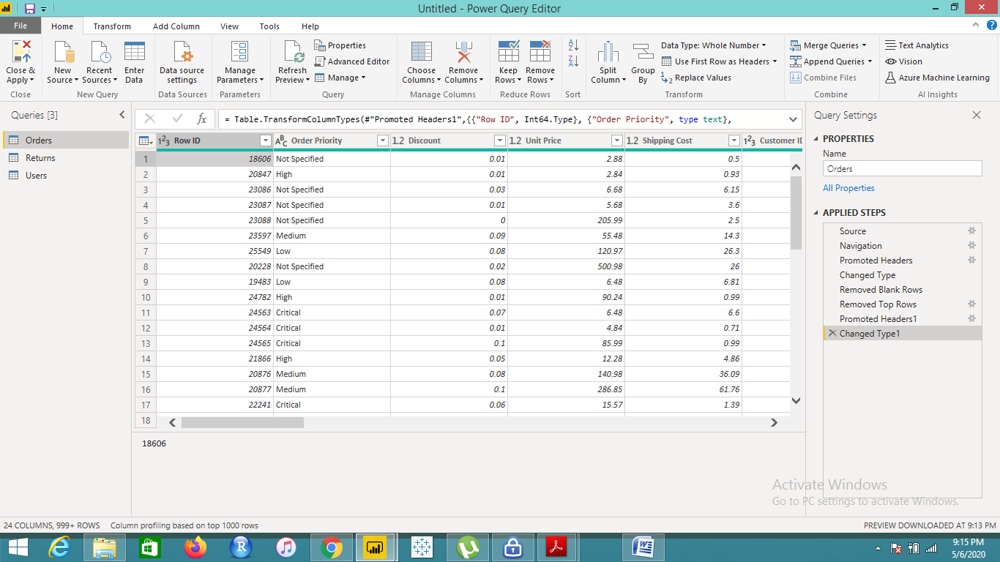 Untitled - Power Query Editor
File Home Transform Add Column View Tools Help
Close & Apply
Close
New Source
Recent Sources
Enter Data
New Query
Data source settings
Data Sources
Manage Parameters
Parameters
Refresh Preview
Properties
Advanced Editor
Manage
Query
Choose Columns
Remove Columns
Manage Columns
Keep Rows
Remove Rows
Reduce Rows
Sort
Split Column
Group By
Data Type: Whole Number
Use First Row as Headers
Replace Values
Transform
Merge Queries
Append Queries
Combine Files
Combine
Text Analytics
Vision
Azure Machine Learning
AI Insights
Queries [3]
Orders
Returns
Users
fx = Table.TransformColumnTypes(#"Promoted Headers1",{{"Row ID", Int64.Type}, {"Order Priority", type text},
123 Row ID ABC Order Priority 1.2 Discount 1.2 Unit Price 1.2 Shipping Cost 123 Customer ID
1 18606 Not Specified 0.01 2.88 0.5
2 20847 High 0.01 2.84 0.93
3 23086 Not Specified 0.03 6.68 6.15
4 23087 Not Specified 0.01 5.68 3.6
5 23088 Not Specified 0 205.99 2.5
6 23597 Medium 0.09 55.48 14.3
7 25549 Low 0.08 120.97 26.3
8 20228 Not Specified 0.02 500.98 26
9 19483 Low 0.08 6.48 6.81
10 24782 High 0.01 90.24 0.99
11 24563 Critical 0.07 6.48 6.6
12 24564 Critical 0.01 4.84 0.71
13 24565 Critical 0.1 85.99 0.99
14 21866 High 0.05 12.28 4.86
15 20876 Medium 0.08 140.98 36.09
16 20877 Medium 0.1 286.85 61.76
17 22241 Critical 0.06 15.57 1.39
18
18606
Query Settings
PROPERTIES
Name
Orders
All Properties
APPLIED STEPS
Source
Navigation
Promoted Headers
Changed Type
Removed Blank Rows
Removed Top Rows
Promoted Headers1
Changed Type1
Activate Windows
Go to PC settings to activate Windows.
24 COLUMNS, 999+ ROWS Column profiling based on top 1000 rows
PREVIEW DOWNLOADED AT 9:13 PM
9:15 PM
5/6/2020